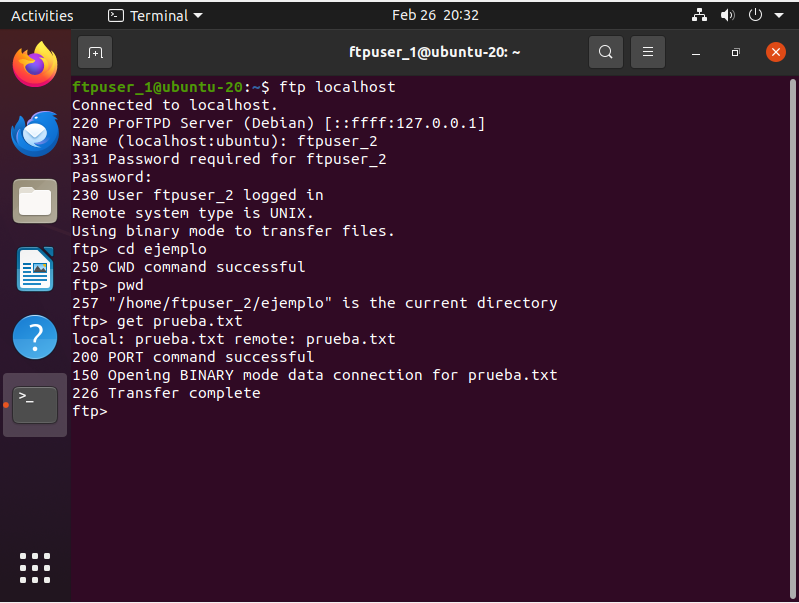 Activities
Terminal
Feb 26 20:32
ftpuser_1@ubuntu-20: ~
ftpuser_1@ubuntu-20:~$ ftp localhost
Connected to localhost.
220 ProFTPD Server (Debian) [::ffff:127.0.0.1]
Name (localhost:ubuntu): ftpuser_2
331 Password required for ftpuser_2
Password:
230 User ftpuser_2 logged in
Remote system type is UNIX.
Using binary mode to transfer files.
ftp> cd ejemplo
250 CWD command successful
ftp> pwd
257 "/home/ftpuser_2/ejemplo" is the current directory
ftp> get prueba.txt
local: prueba.txt remote: prueba.txt
200 PORT command successful
150 Opening BINARY mode data connection for prueba.txt
226 Transfer complete
ftp>